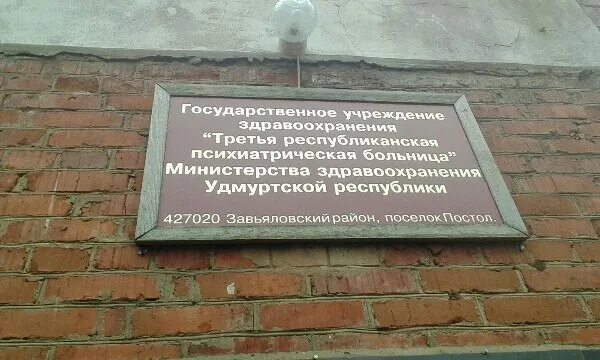 Государственное учреждение
здравоохранения
"Третья республиканская
психиатрическая больница"
Министерства здравоохранения
Удмуртской республики
427020 Завьяловский район, поселок Постол.